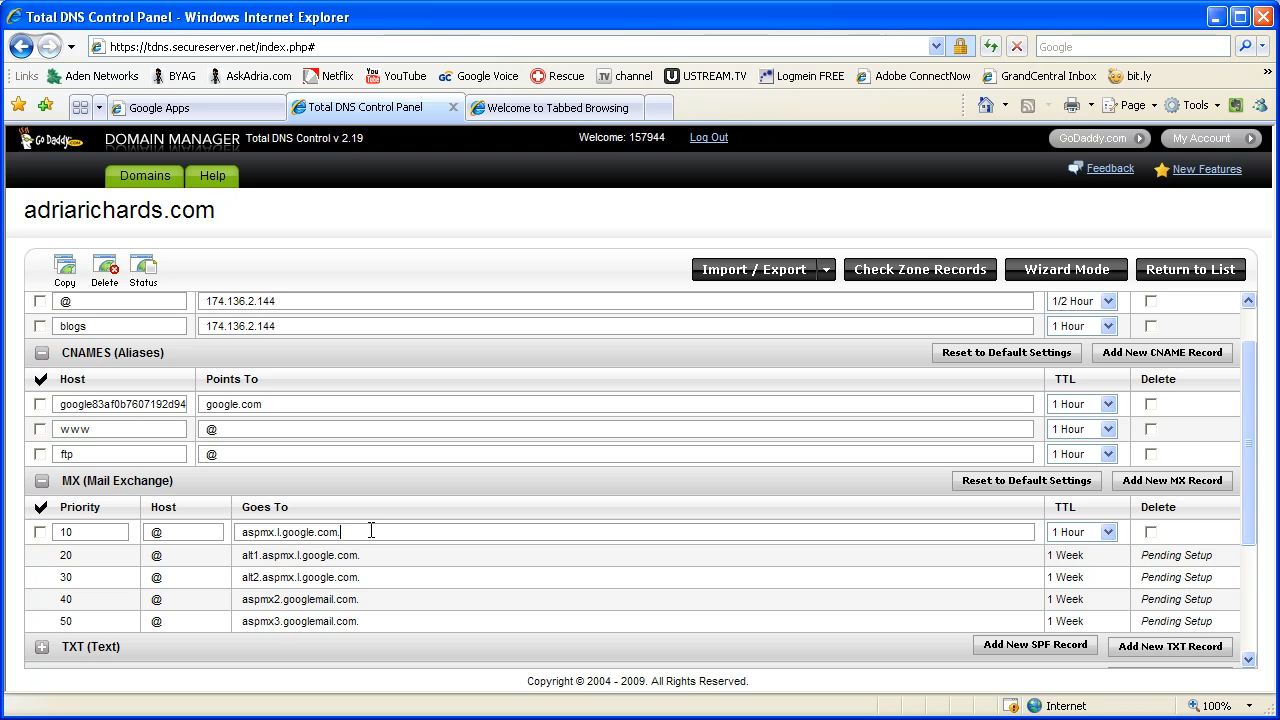 Total DNS Control Panel - Windows Internet Explorer
https://tdns.secureserver.net/index.php#
Google
Links Aden Networks BYAG AskAdria.com Netflix YouTube Google Voice Rescue channel USTREAM.TV Logmein FREE Adobe ConnectNow GrandCentral Inbox bit.ly »
Google Apps Total DNS Control Panel Welcome to Tabbed Browsing Page Tools
Go Daddy.com DOMAIN MANAGER Total DNS Control v 2.19 Welcome: 157944 Log Out GoDaddy.com My Account
Domains Help Feedback New Features
adriarichards.com
Copy Delete Status Import / Export Check Zone Records Wizard Mode Return to List
@ 174.136.2.144 1/2 Hour
blogs 174.136.2.144 1 Hour
CNAMES (Aliases) Reset to Default Settings Add New CNAME Record
Host Points To TTL Delete
google83af0b7607192d94 google.com 1 Hour
www @ 1 Hour
ftp @ 1 Hour
MX (Mail Exchange) Reset to Default Settings Add New MX Record
Priority Host Goes To TTL Delete
10 @ aspmx.l.google.com. 1 Hour
20 @ alt1.aspmx.l.google.com. 1 Week Pending Setup
30 @ alt2.aspmx.l.google.com. 1 Week Pending Setup
40 @ aspmx2.googlemail.com. 1 Week Pending Setup
50 @ aspmx3.googlemail.com. 1 Week Pending Setup
TXT (Text) Add New SPF Record Add New TXT Record
Copyright © 2004 - 2009. All Rights Reserved.
Internet 100%